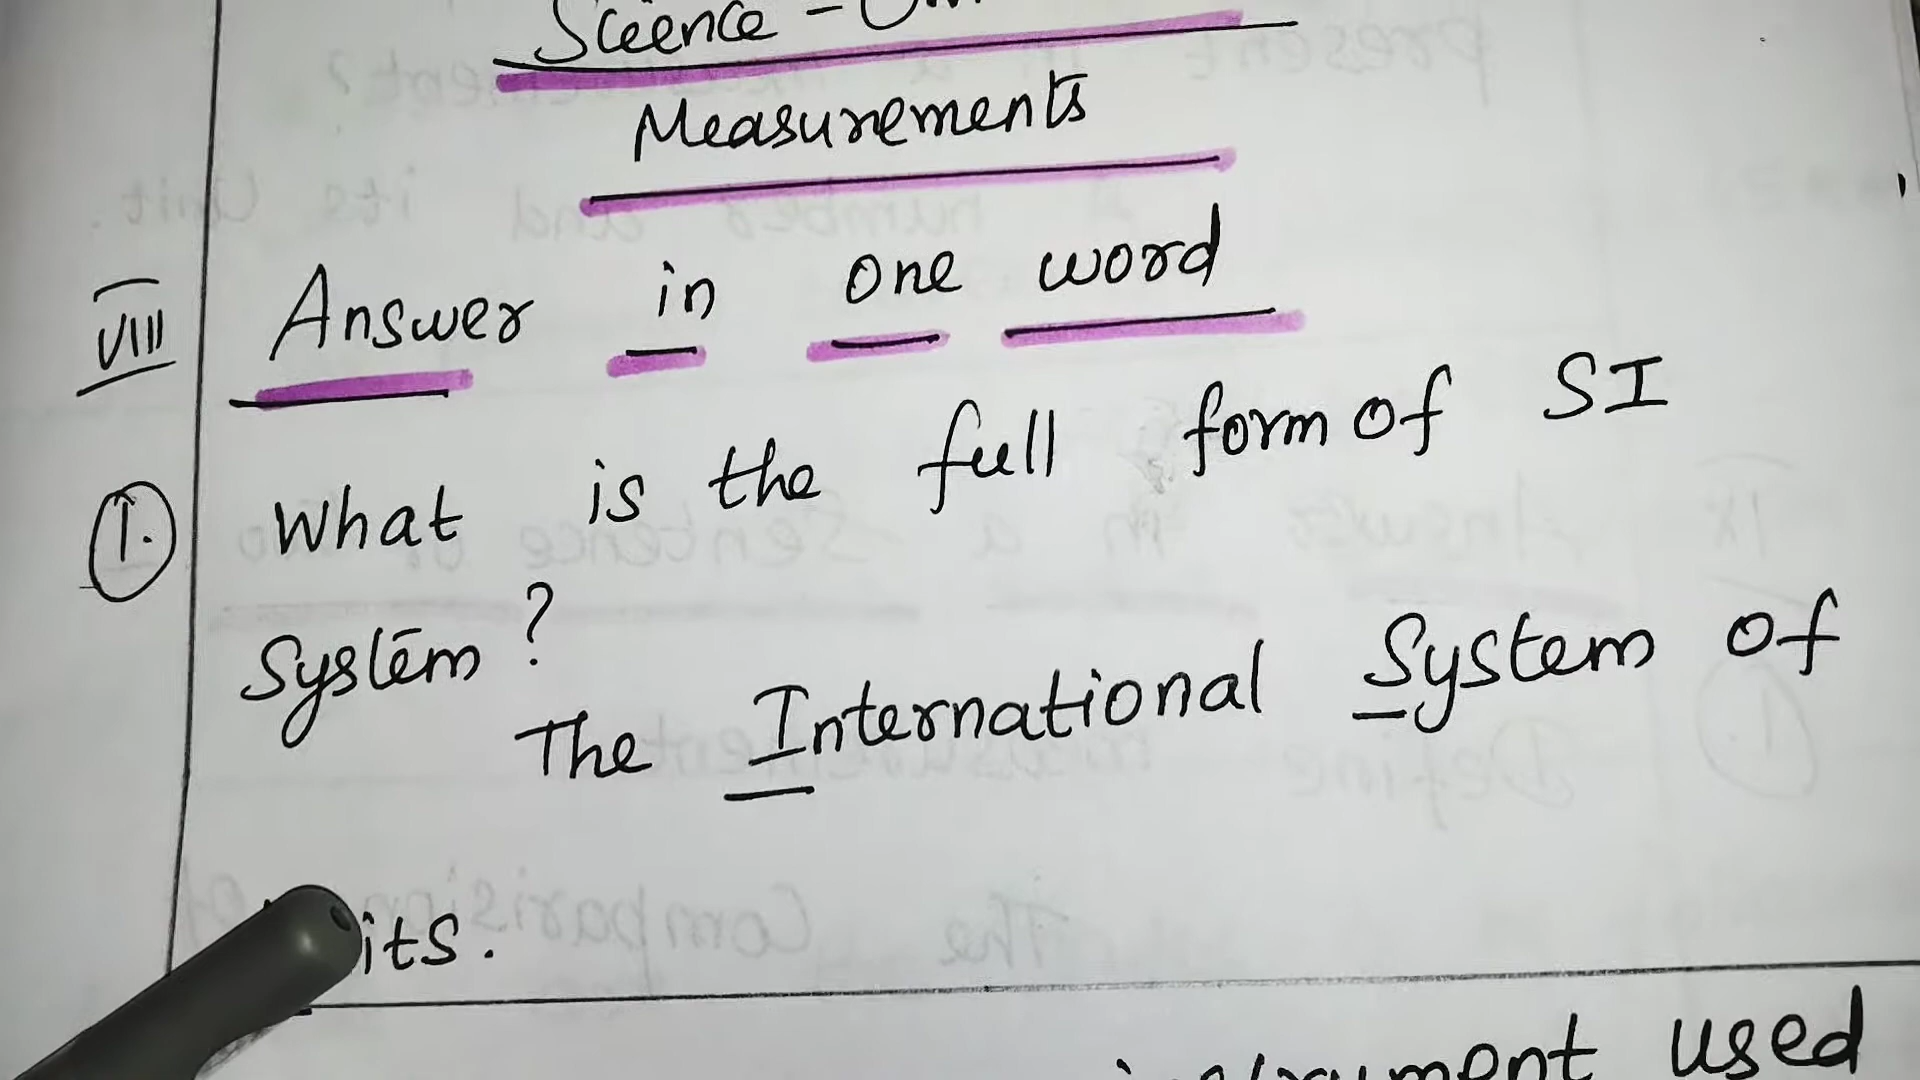 Science -
Measurements
VIII Answer in one word
1. What is the full form of SI
System?
The International System of
its.
used